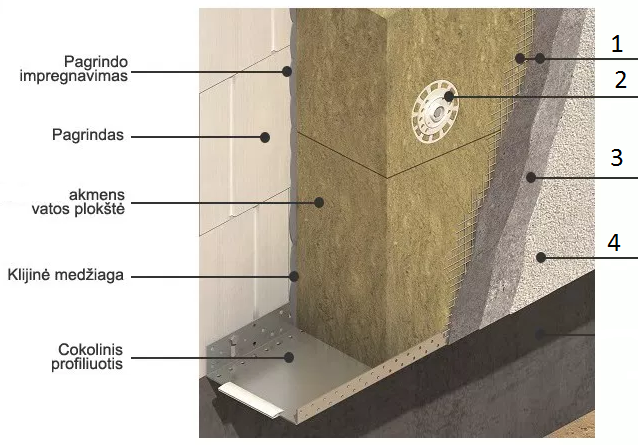 Pagrindo
impregnavimas
Pagrindas
akmens
vatos plokštė
Klijinė medžiaga
Cokolinis
profiliuotis
1
2
3
4